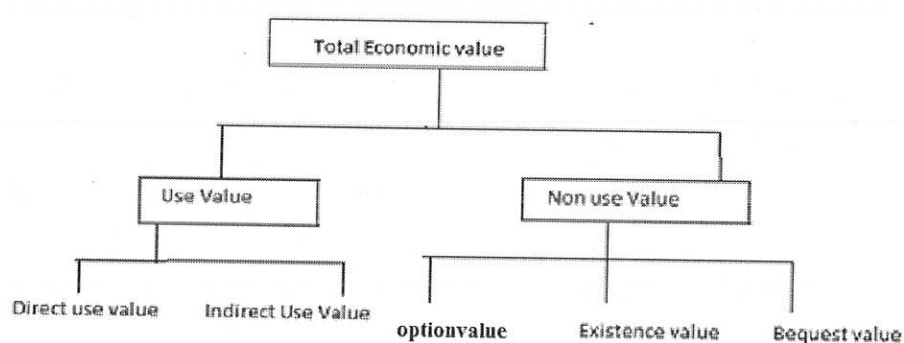 Total Economic value
Use Value
Non use Value
Direct use value
Indirect Use Value
optionvalue
Existence value
Bequest value